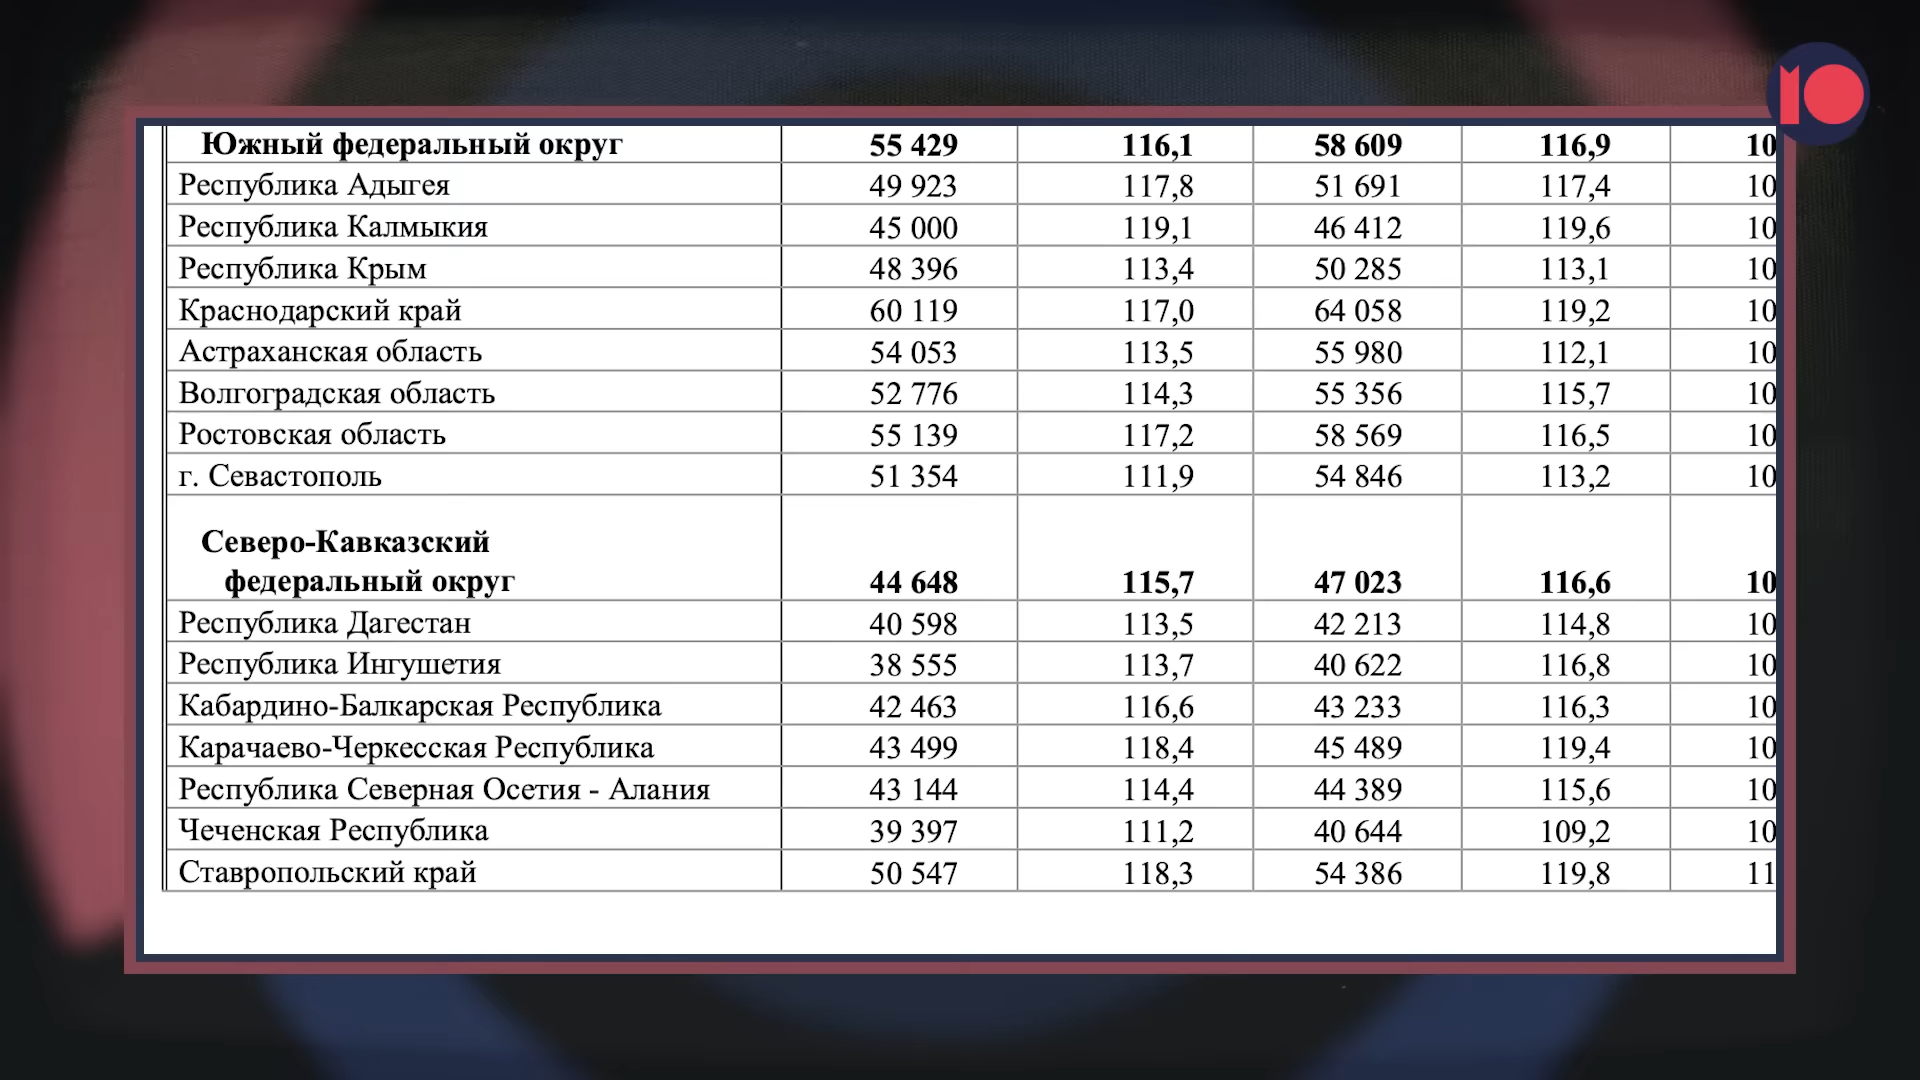 Южный федеральный округ 55 429 116,1 58 609 116,9 10
Республика Адыгея 49 923 117,8 51 691 117,4 10
Республика Калмыкия 45 000 119,1 46 412 119,6 10
Республика Крым 48 396 113,4 50 285 113,1 10
Краснодарский край 60 119 117,0 64 058 119,2 10
Астраханская область 54 053 113,5 55 980 112,1 10
Волгоградская область 52 776 114,3 55 356 115,7 10
Ростовская область 55 139 117,2 58 569 116,5 10
г. Севастополь 51 354 111,9 54 846 113,2 10
Северо-Кавказский
федеральный округ 44 648 115,7 47 023 116,6 10
Республика Дагестан 40 598 113,5 42 213 114,8 10
Республика Ингушетия 38 555 113,7 40 622 116,8 10
Кабардино-Балкарская Республика 42 463 116,6 43 233 116,3 10
Карачаево-Черкесская Республика 43 499 118,4 45 489 119,4 10
Республика Северная Осетия - Алания 43 144 114,4 44 389 115,6 10
Чеченская Республика 39 397 111,2 40 644 109,2 10
Ставропольский край 50 547 118,3 54 386 119,8 11